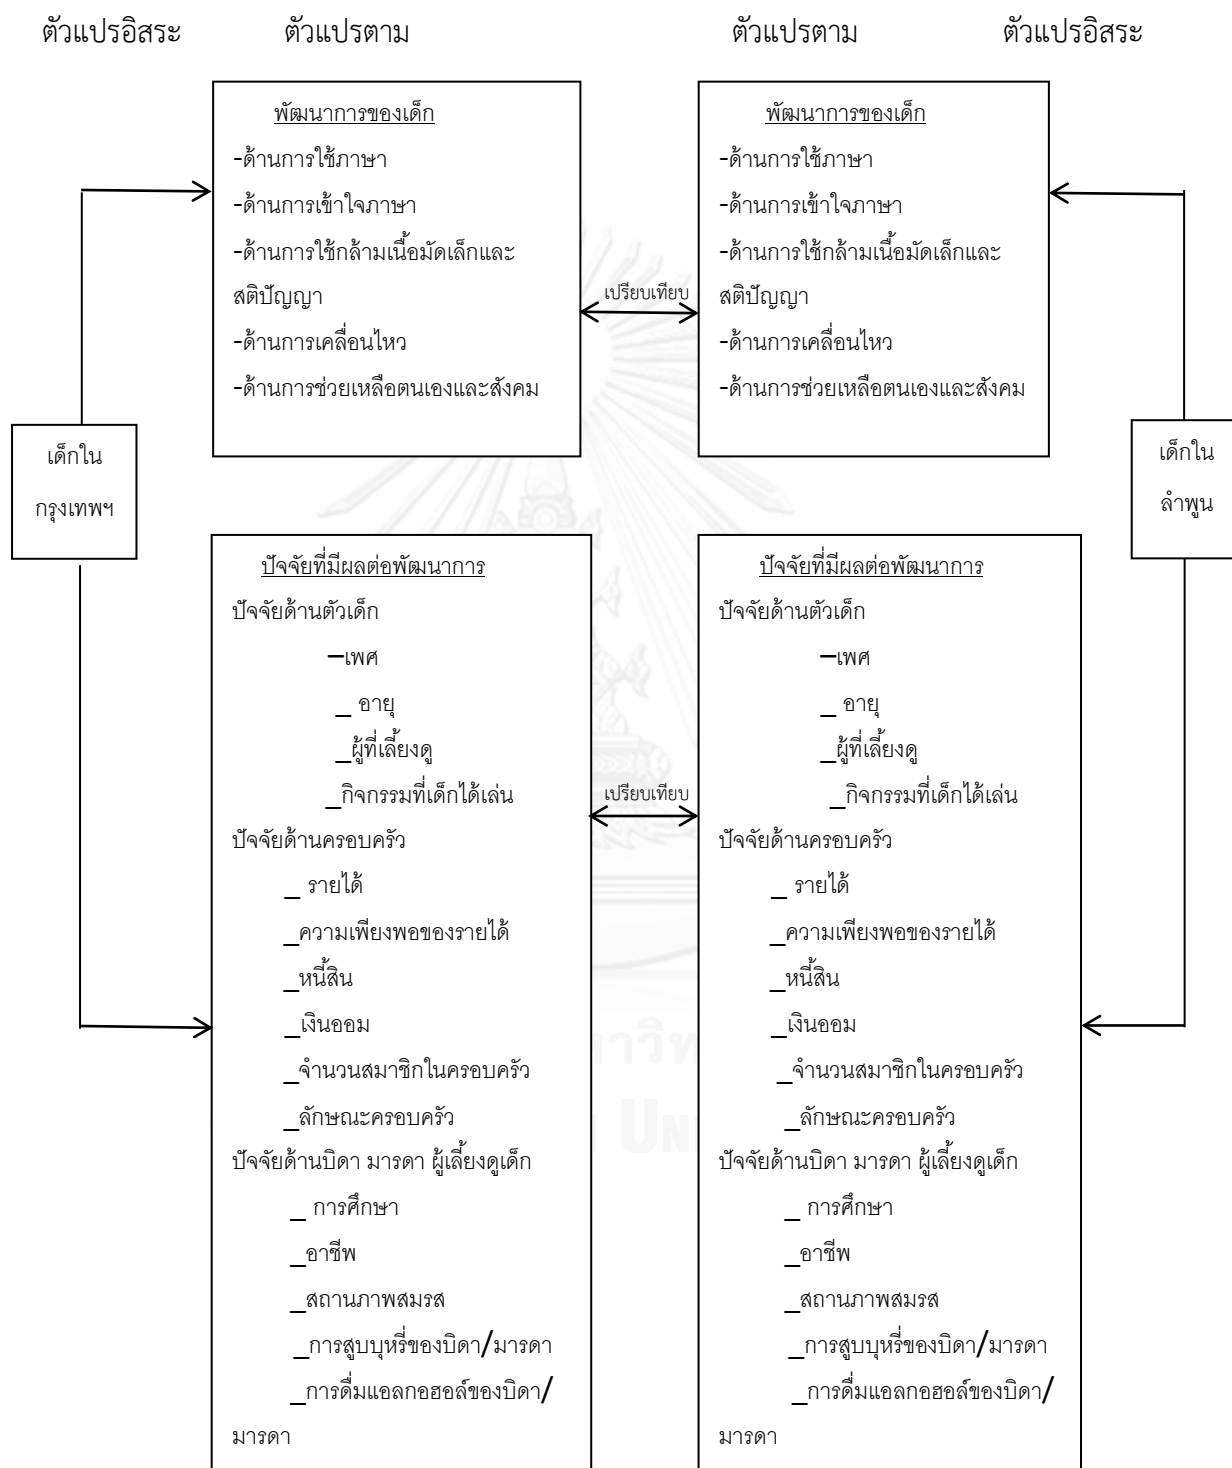 ตัวแปรอิสระ ตัวแปรตาม ตัวแปรตาม ตัวแปรอิสระ
พัฒนาการของเด็ก
-ด้านการใช้ภาษา
-ด้านการเข้าใจภาษา
-ด้านการใช้กล้ามเนื้อมัดเล็กและ
สติปัญญา
-ด้านการเคลื่อนไหว
-ด้านการช่วยเหลือตนเองและสังคม
เปรียบเทียบ
พัฒนาการของเด็ก
-ด้านการใช้ภาษา
-ด้านการเข้าใจภาษา
-ด้านการใช้กล้ามเนื้อมัดเล็กและ
สติปัญญา
-ด้านการเคลื่อนไหว
-ด้านการช่วยเหลือตนเองและสังคม
เด็กใน
กรุงเทพฯ
เด็กใน
ลำพูน
ปัจจัยที่มีผลต่อพัฒนาการ
ปัจจัยด้านตัวเด็ก
–เพศ
_ อายุ
_ผู้ที่เลี้ยงดู
_กิจกรรมที่เด็กได้เล่น
ปัจจัยด้านครอบครัว
_ รายได้
_ความเพียงพอของรายได้
_หนี้สิน
_เงินออม
_จำนวนสมาชิกในครอบครัว
_ลักษณะครอบครัว
ปัจจัยด้านบิดา มารดา ผู้เลี้ยงดูเด็ก
_ การศึกษา
_อาชีพ
_สถานภาพสมรส
_การสูบบุหรี่ของบิดา/มารดา
_การดื่มแอลกอฮอล์ของบิดา/
มารดา
เปรียบเทียบ
ปัจจัยที่มีผลต่อพัฒนาการ
ปัจจัยด้านตัวเด็ก
–เพศ
_ อายุ
_ผู้ที่เลี้ยงดู
_กิจกรรมที่เด็กได้เล่น
ปัจจัยด้านครอบครัว
_ รายได้
_ความเพียงพอของรายได้
_หนี้สิน
_เงินออม
_จำนวนสมาชิกในครอบครัว
_ลักษณะครอบครัว
ปัจจัยด้านบิดา มารดา ผู้เลี้ยงดูเด็ก
_ การศึกษา
_อาชีพ
_สถานภาพสมรส
_การสูบบุหรี่ของบิดา/มารดา
_การดื่มแอลกอฮอล์ของบิดา/
มารดา